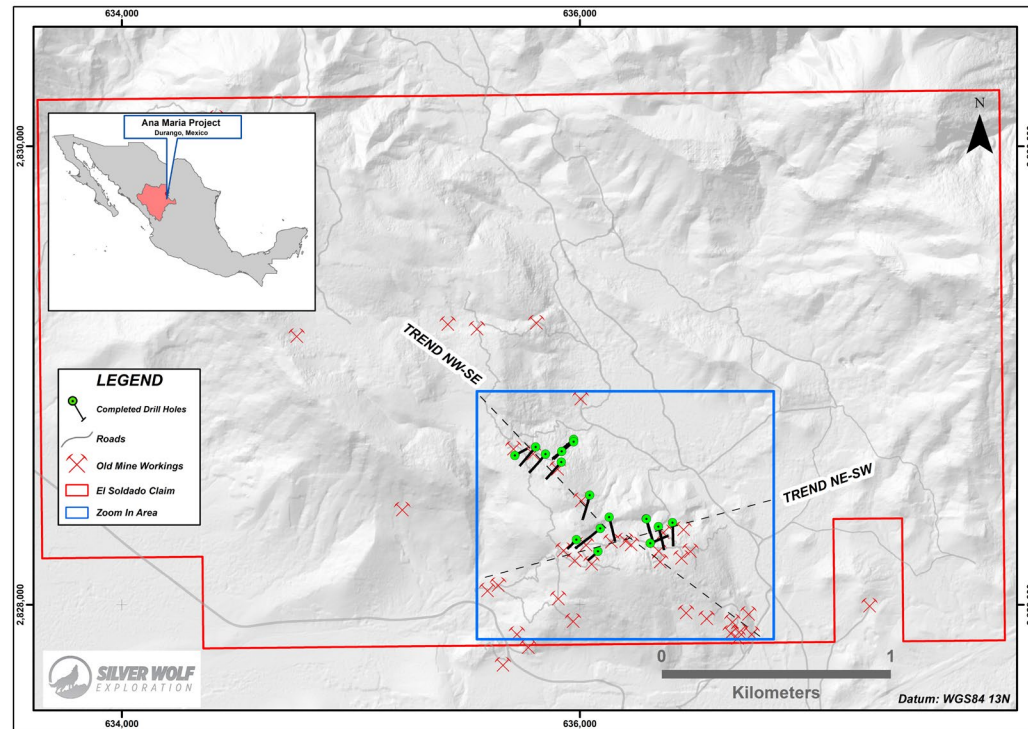 634,000
636,000
N
2,830,000
Ana Maria Project
Durango, Mexico
TREND NW-SE
LEGEND
Completed Drill Holes
Roads
Old Mine Workings
El Soldado Claim
Zoom In Area
TREND NE-SW
2,828,000
0
1
Kilometers
SILVER WOLF
EXPLORATION
Datum: WGS84 13N
634,000
636,000